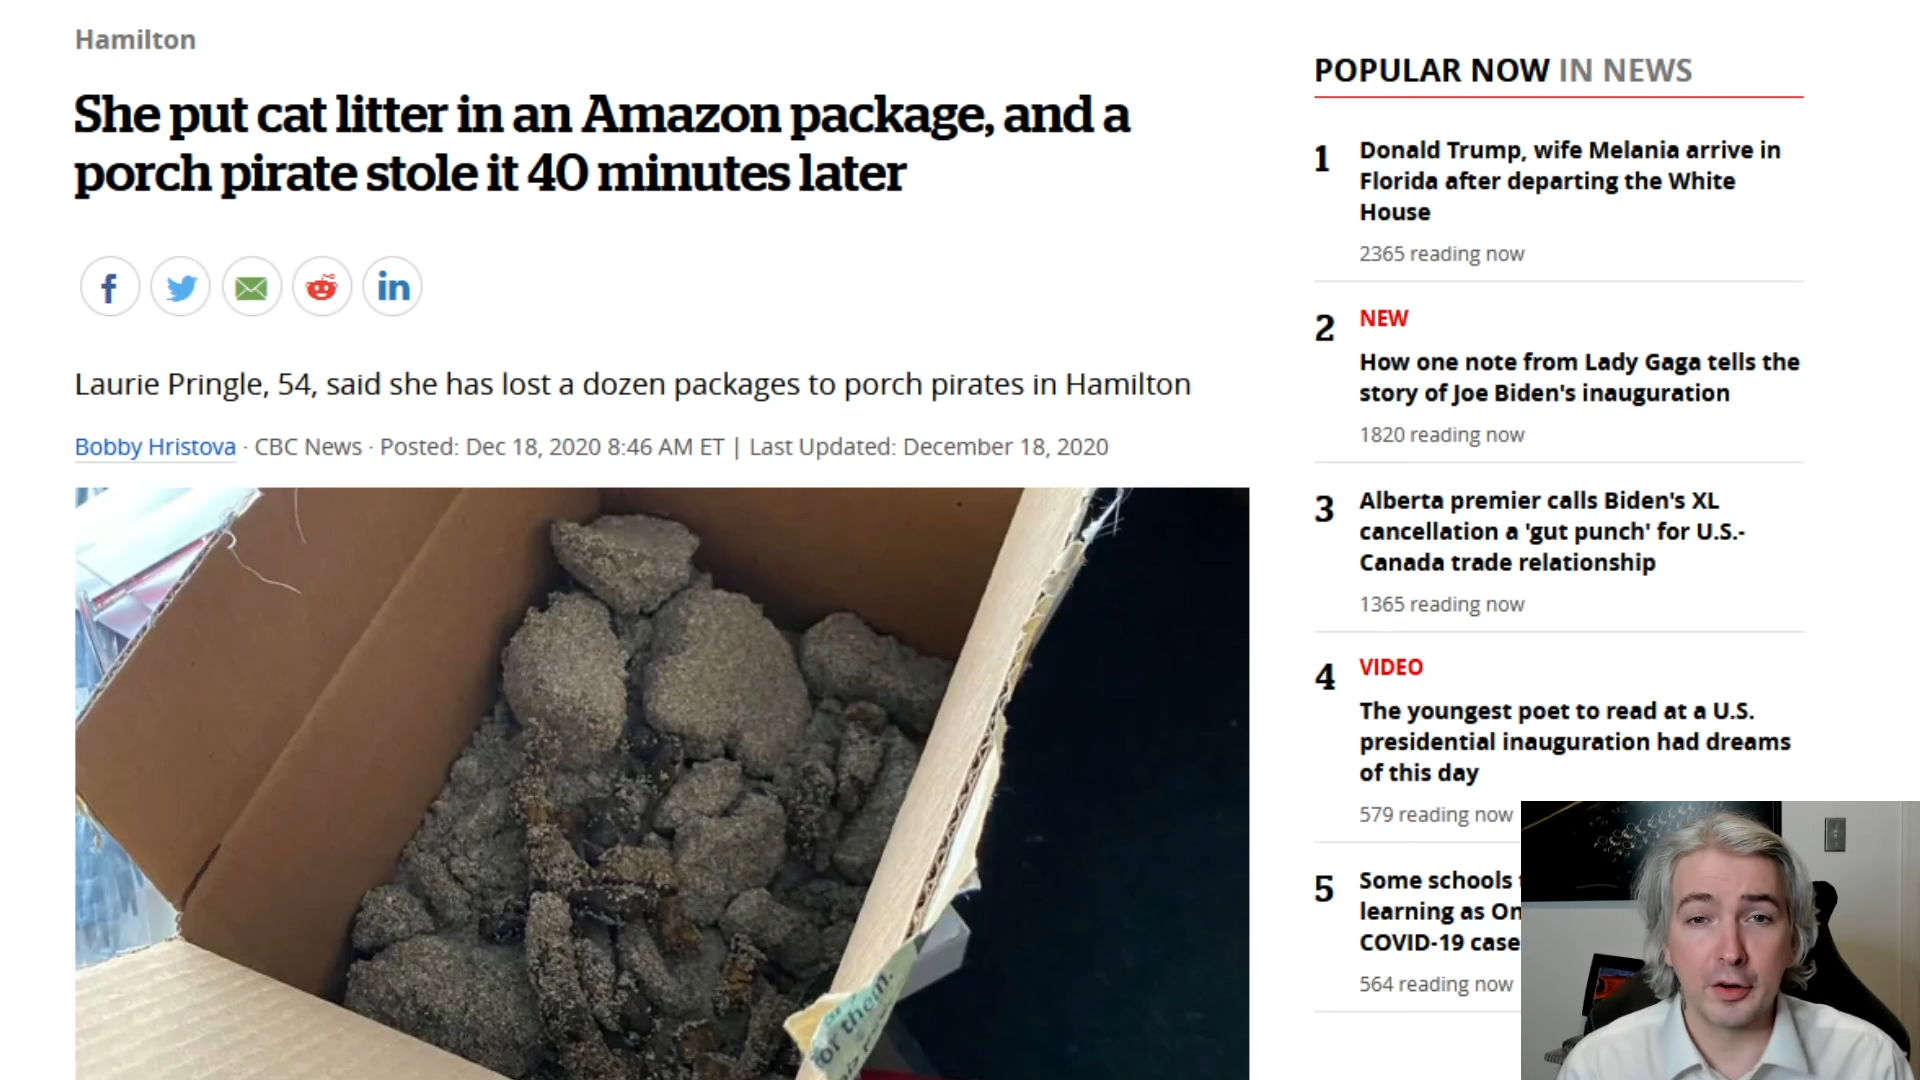 Hamilton
She put cat litter in an Amazon package, and a
porch pirate stole it 40 minutes later
Laurie Pringle, 54, said she has lost a dozen packages to porch pirates in Hamilton
Bobby Hristova · CBC News · Posted: Dec 18, 2020 8:46 AM ET | Last Updated: December 18, 2020
or them.
POPULAR NOW IN NEWS
1
Donald Trump, wife Melania arrive in
Florida after departing the White
House
2365 reading now
2
NEW
How one note from Lady Gaga tells the
story of Joe Biden's inauguration
1820 reading now
3
Alberta premier calls Biden's XL
cancellation a 'gut punch' for U.S.-
Canada trade relationship
1365 reading now
4
VIDEO
The youngest poet to read at a U.S.
presidential inauguration had dreams
of this day
579 reading now
5
Some schools
learning as On
COVID-19 case
564 reading now